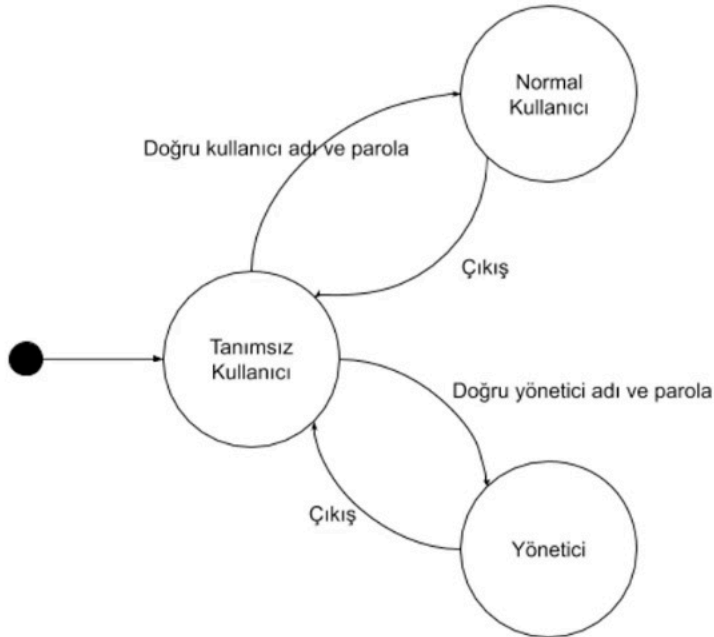 Normal
Kullanıcı
Doğru kullanıcı adı ve parola
Çıkış
Tanımsız
Kullanıcı
Doğru yönetici adı ve parola
Çıkış
Yönetici